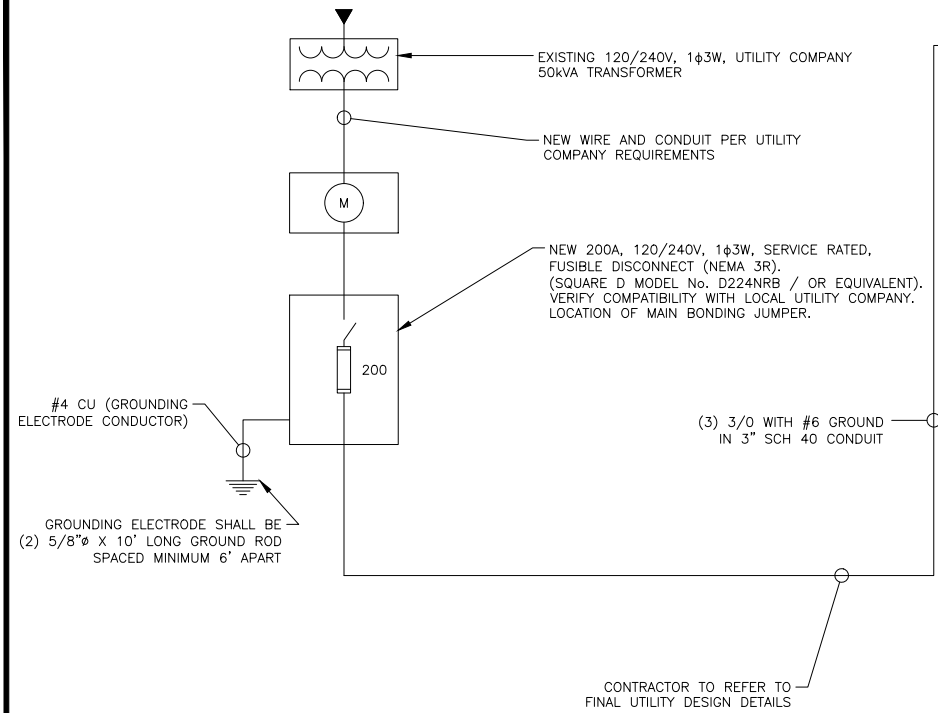 EXISTING 120/240V, 1ϕ3W, UTILITY COMPANY
50kVA TRANSFORMER
NEW WIRE AND CONDUIT PER UTILITY
COMPANY REQUIREMENTS
M
NEW 200A, 120/240V, 1ϕ3W, SERVICE RATED,
FUSIBLE DISCONNECT (NEMA 3R).
(SQUARE D MODEL No. D224NRB / OR EQUIVALENT).
VERIFY COMPATIBILITY WITH LOCAL UTILITY COMPANY.
LOCATION OF MAIN BONDING JUMPER.
200
#4 CU (GROUNDING
ELECTRODE CONDUCTOR)
(3) 3/0 WITH #6 GROUND
IN 3" SCH 40 CONDUIT
GROUNDING ELECTRODE SHALL BE
(2) 5/8"ø X 10' LONG GROUND ROD
SPACED MINIMUM 6' APART
CONTRACTOR TO REFER TO
FINAL UTILITY DESIGN DETAILS